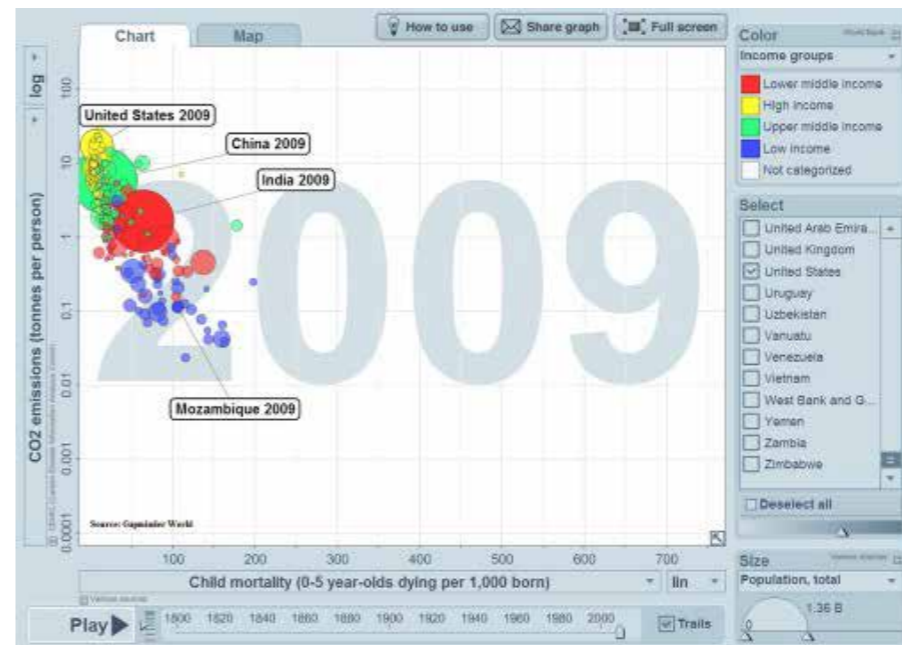 Chart
Map
How to use
Share graph
Full screen
Color
Income groups
Lower middle income
High income
Upper middle income
Low income
Not categorized
Select
United Arab Emira...
United Kingdom
United States
Uruguay
Uzbekistan
Vanuatu
Venezuela
Vietnam
West Bank and G...
Yemen
Zambia
Zimbabwe
Deselect all
Size
Population, total
1.36 B
0
log
CO2 emissions (tonnes per person)
100
10
1
0.1
0.01
0.001
0.0001
United States 2009
China 2009
India 2009
2009
Mozambique 2009
Source: Gapminder World
100 200 300 400 500 600 700
Child mortality (0-5 year-olds dying per 1,000 born)
lin
Play
1800 1820 1840 1860 1880 1900 1920 1940 1960 1980 2000
Trails